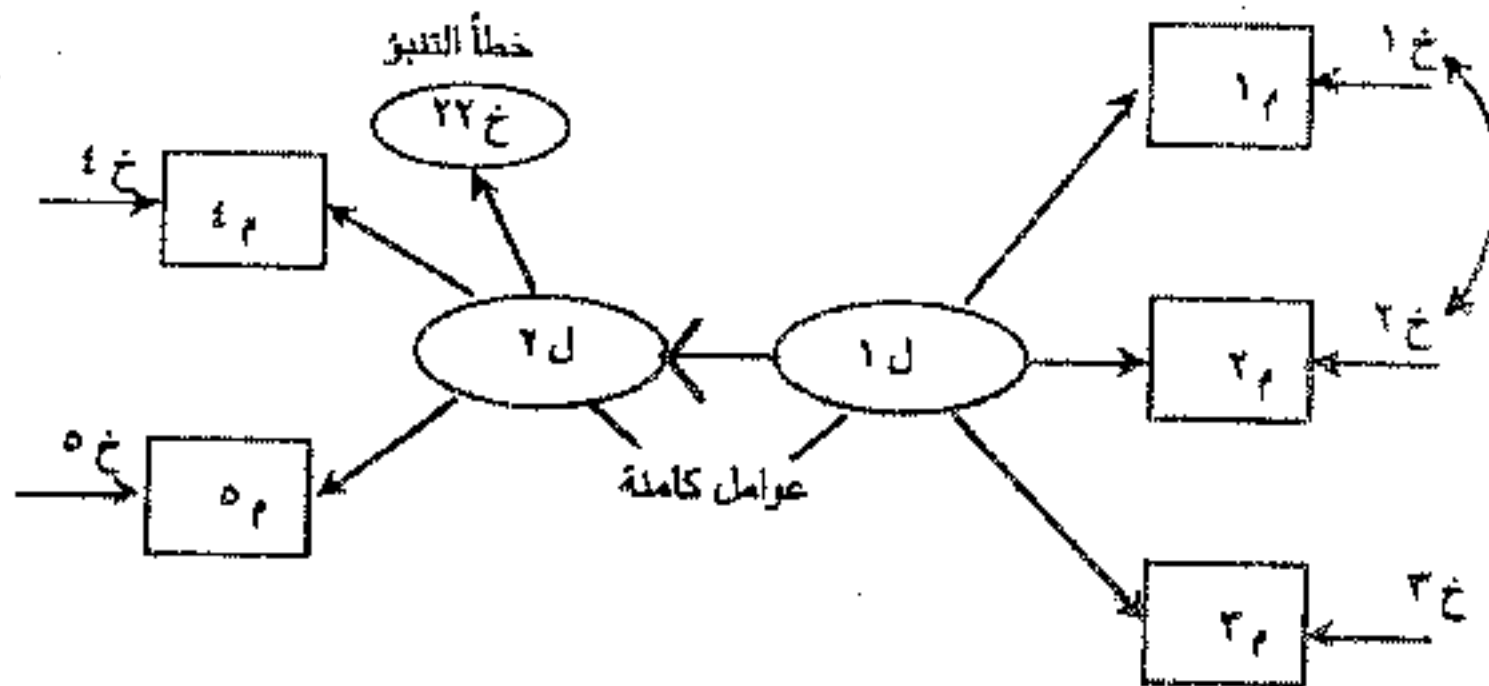 خطأ التنبؤ
خ ٢٢
خ ١
م ١
خ ٤
م ٤
ل ٢
ل ١
خ ٢
م ٢
خ ٥
م ٥
عوامل كامنة
خ ٣
م ٣